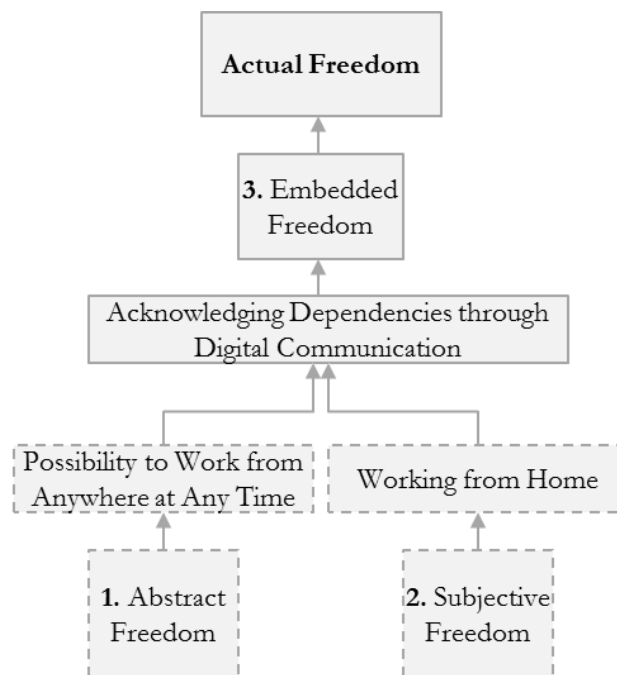 Actual Freedom
3. Embedded
Freedom
Acknowledging Dependencies through
Digital Communication
Possibility to Work from
Anywhere at Any Time
Working from Home
1. Abstract
Freedom
2. Subjective
Freedom